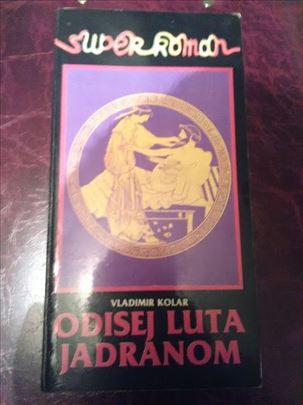 super roman
VLADIMIR KOLAR
ODISEJ LUTA
JADRANOM